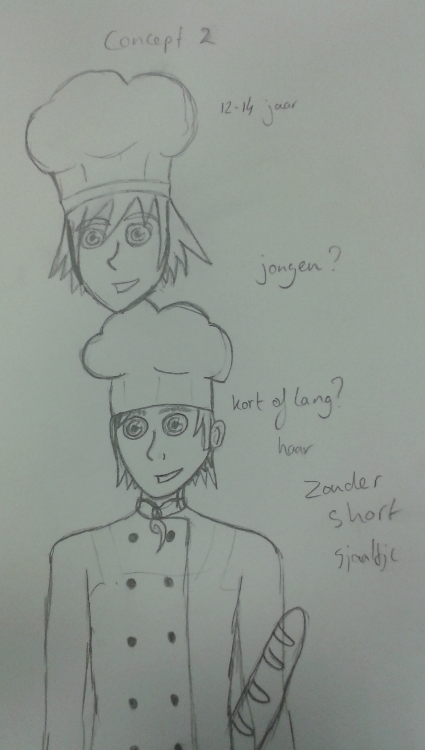 Concept 2
12-14 jaar
jongen?
kort of lang?
haar
Zonder
short
sjaaltje